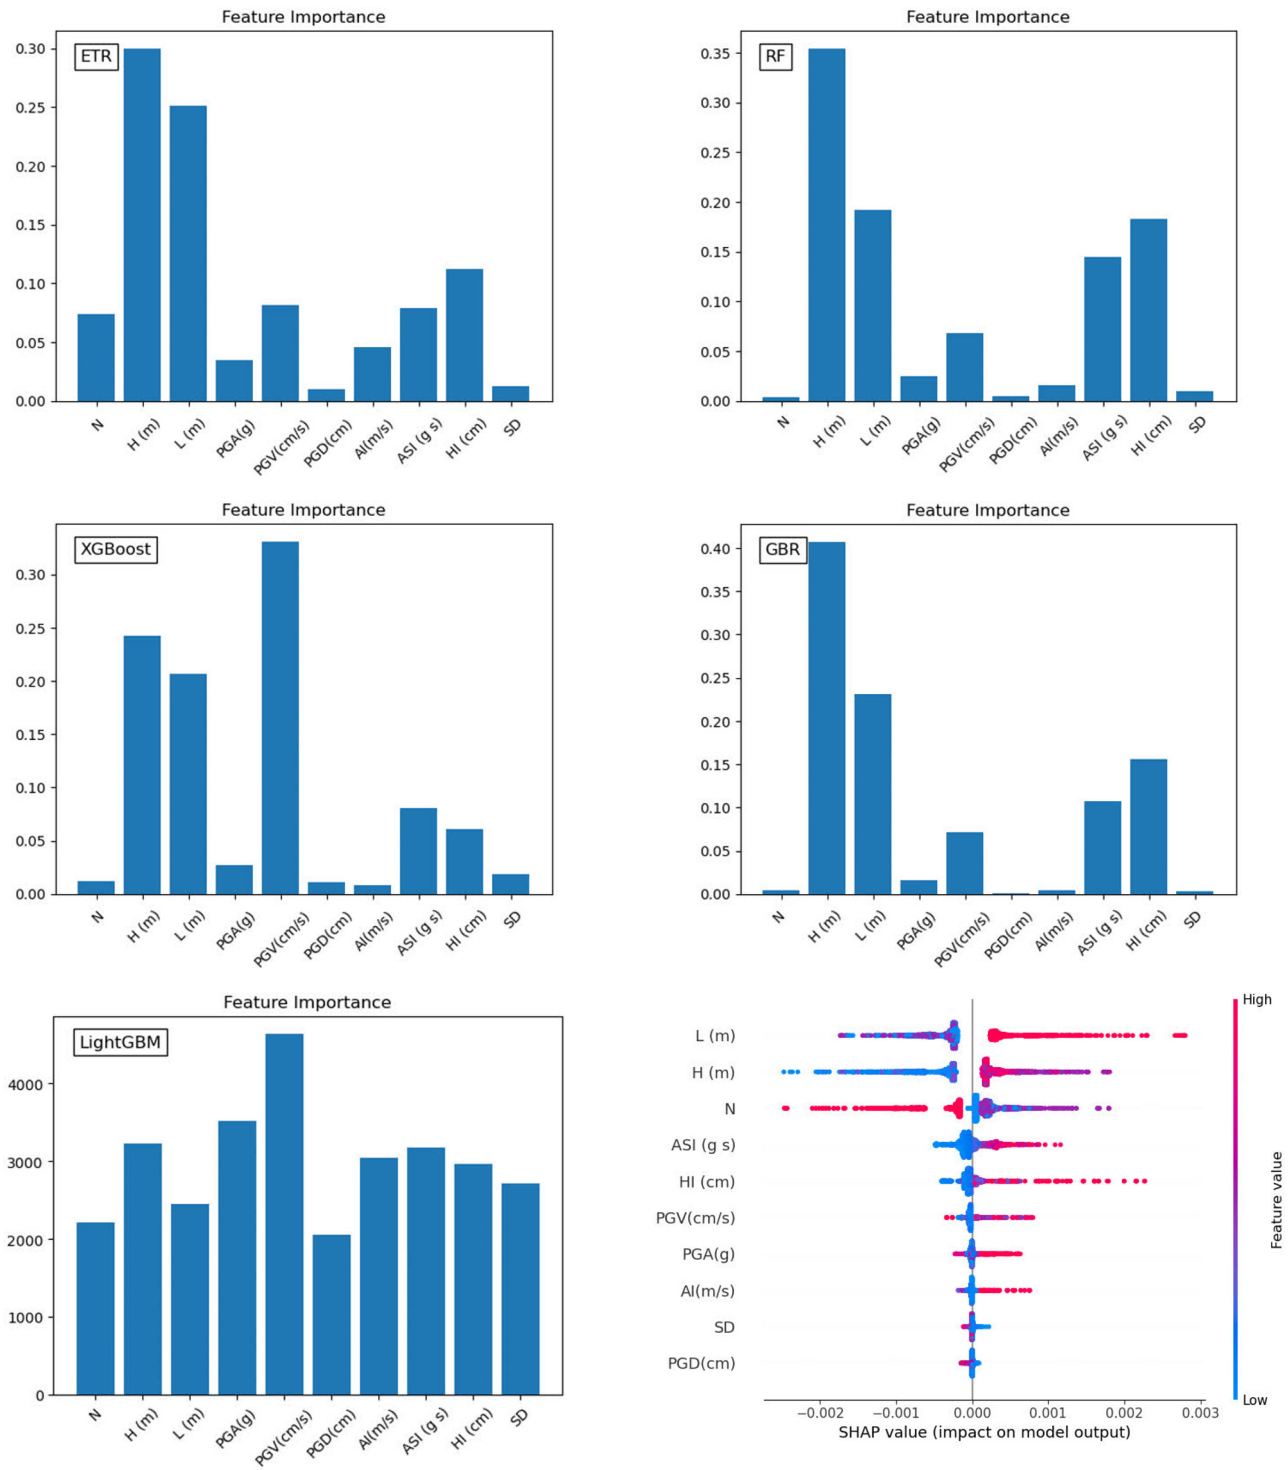 Feature Importance
ETR
0.30
0.25
0.20
0.15
0.10
0.05
0.00
N H (m) L (m) PGA(g) PGV(cm/s) PGD(cm) AI(m/s) ASI (g s) HI (cm) SD
Feature Importance
RF
0.35
0.30
0.25
0.20
0.15
0.10
0.05
0.00
N H (m) L (m) PGA(g) PGV(cm/s) PGD(cm) AI(m/s) ASI (g s) HI (cm) SD
Feature Importance
XGBoost
0.30
0.25
0.20
0.15
0.10
0.05
0.00
N H (m) L (m) PGA(g) PGV(cm/s) PGD(cm) AI(m/s) ASI (g s) HI (cm) SD
Feature Importance
GBR
0.40
0.35
0.30
0.25
0.20
0.15
0.10
0.05
0.00
N H (m) L (m) PGA(g) PGV(cm/s) PGD(cm) AI(m/s) ASI (g s) HI (cm) SD
Feature Importance
LightGBM
4000
3000
2000
1000
0
N H (m) L (m) PGA(g) PGV(cm/s) PGD(cm) AI(m/s) ASI (g s) HI (cm) SD
High
L (m)
H (m)
N
ASI (g s)
HI (cm)
PGV(cm/s)
PGA(g)
AI(m/s)
SD
PGD(cm)
Feature value
Low
−0.002 −0.001 0.000 0.001 0.002 0.003
SHAP value (impact on model output)